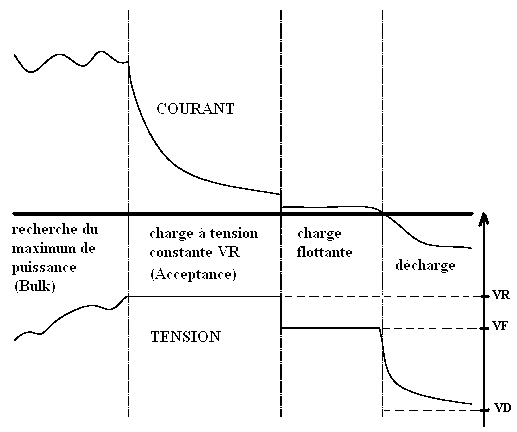 COURANT
recherche du
maximum de
puissance
(Bulk)
charge à tension
constante VR
(Acceptance)
charge
flottante
décharge
TENSION
VR
VF
VD